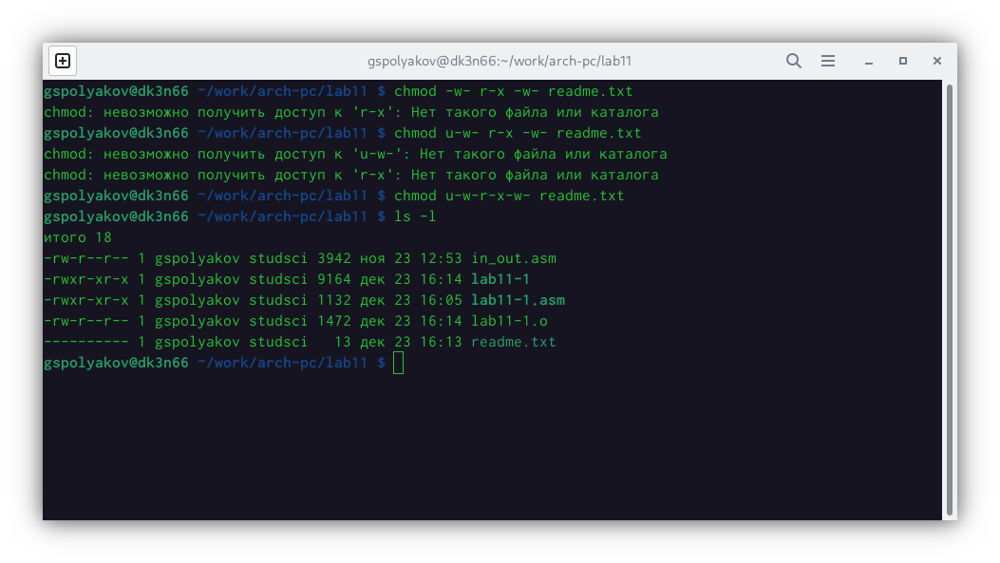 gspolyakov@dk3n66:~/work/arch-pc/lab11
gspolyakov@dk3n66 ~/work/arch-pc/lab11 $ chmod -w- r-x -w- readme.txt
chmod: невозможно получить доступ к 'r-x': Нет такого файла или каталога
gspolyakov@dk3n66 ~/work/arch-pc/lab11 $ chmod u-w- r-x -w- readme.txt
chmod: невозможно получить доступ к 'u-w-': Нет такого файла или каталога
chmod: невозможно получить доступ к 'r-x': Нет такого файла или каталога
gspolyakov@dk3n66 ~/work/arch-pc/lab11 $ chmod u-w-r-x-w- readme.txt
gspolyakov@dk3n66 ~/work/arch-pc/lab11 $ ls -l
итого 18
-rw-r--r-- 1 gspolyakov studsci 3942 ноя 23 12:53 in_out.asm
-rwxr-xr-x 1 gspolyakov studsci 9164 дек 23 16:14 lab11-1
-rwxr-xr-x 1 gspolyakov studsci 1132 дек 23 16:05 lab11-1.asm
-rw-r--r-- 1 gspolyakov studsci 1472 дек 23 16:14 lab11-1.o
---------- 1 gspolyakov studsci   13 дек 23 16:13 readme.txt
gspolyakov@dk3n66 ~/work/arch-pc/lab11 $